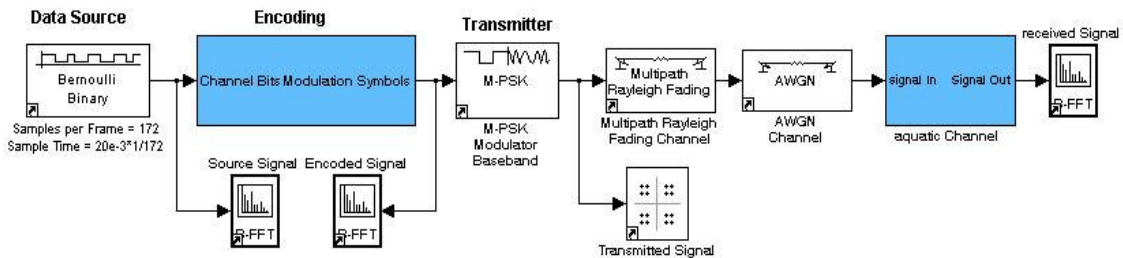 Data Source
Encoding
Transmitter
received Signal
Bernoulli
Binary
Channel Bits Modulation Symbols
M-PSK
Multipath
Rayleigh Fading
AWGN
signal In Signal Out
B-FFT
Samples per Frame = 172
Sample Time = 20e-3*1/172
M-PSK
Modulator
Baseband
Multipath Rayleigh
Fading Channel
AWGN
Channel
aquatic Channel
Source Signal
Encoded Signal
B-FFT
B-FFT
Transmitted Signal